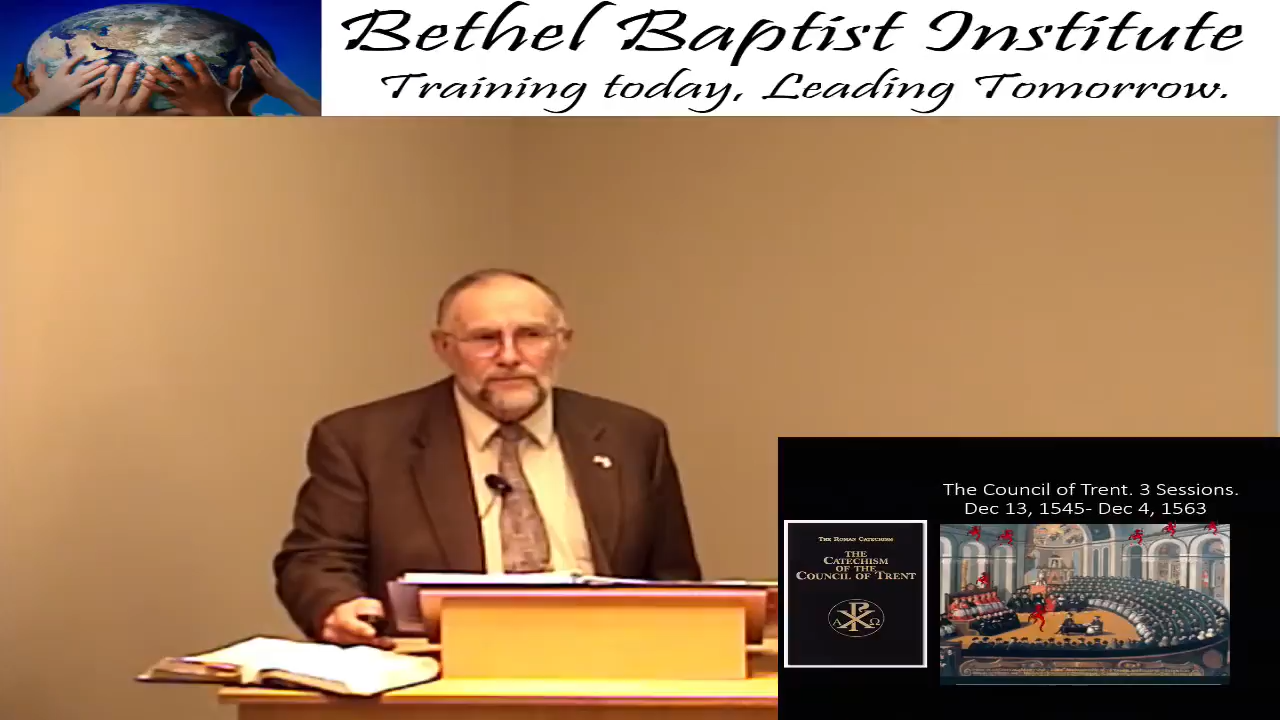 Bethel Baptist Institute
Training today, Leading Tomorrow.
The Council of Trent. 3 Sessions.
Dec 13, 1545- Dec 4, 1563
THE ROMAN CATECHISM
THE
CATECHISM
OF THE
COUNCIL OF TRENT
Α Ω